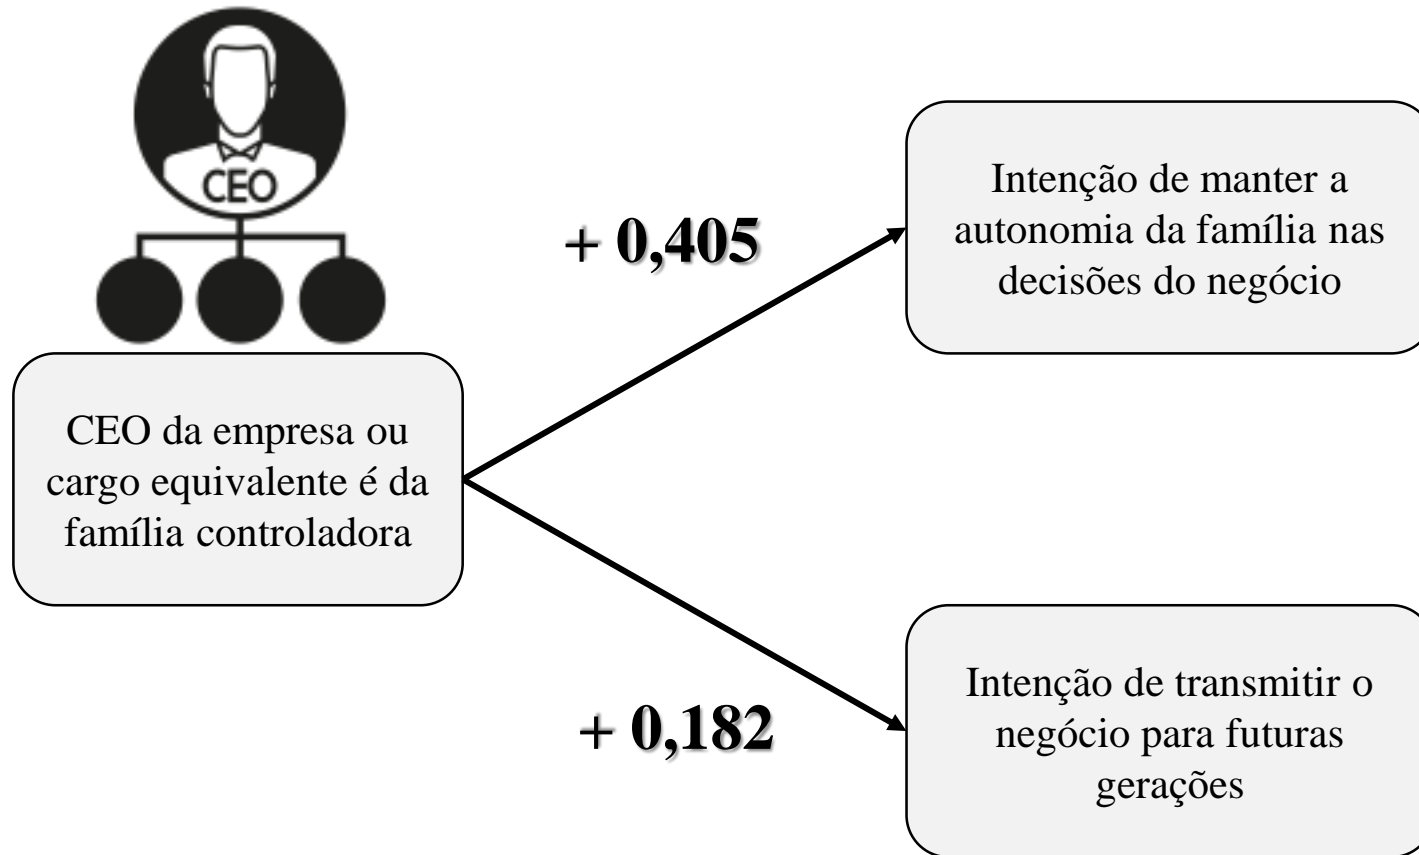 CEO
CEO da empresa ou
cargo equivalente é da
família controladora
+ 0,405
Intenção de manter a
autonomia da família nas
decisões do negócio
+ 0,182
Intenção de transmitir o
negócio para futuras
gerações